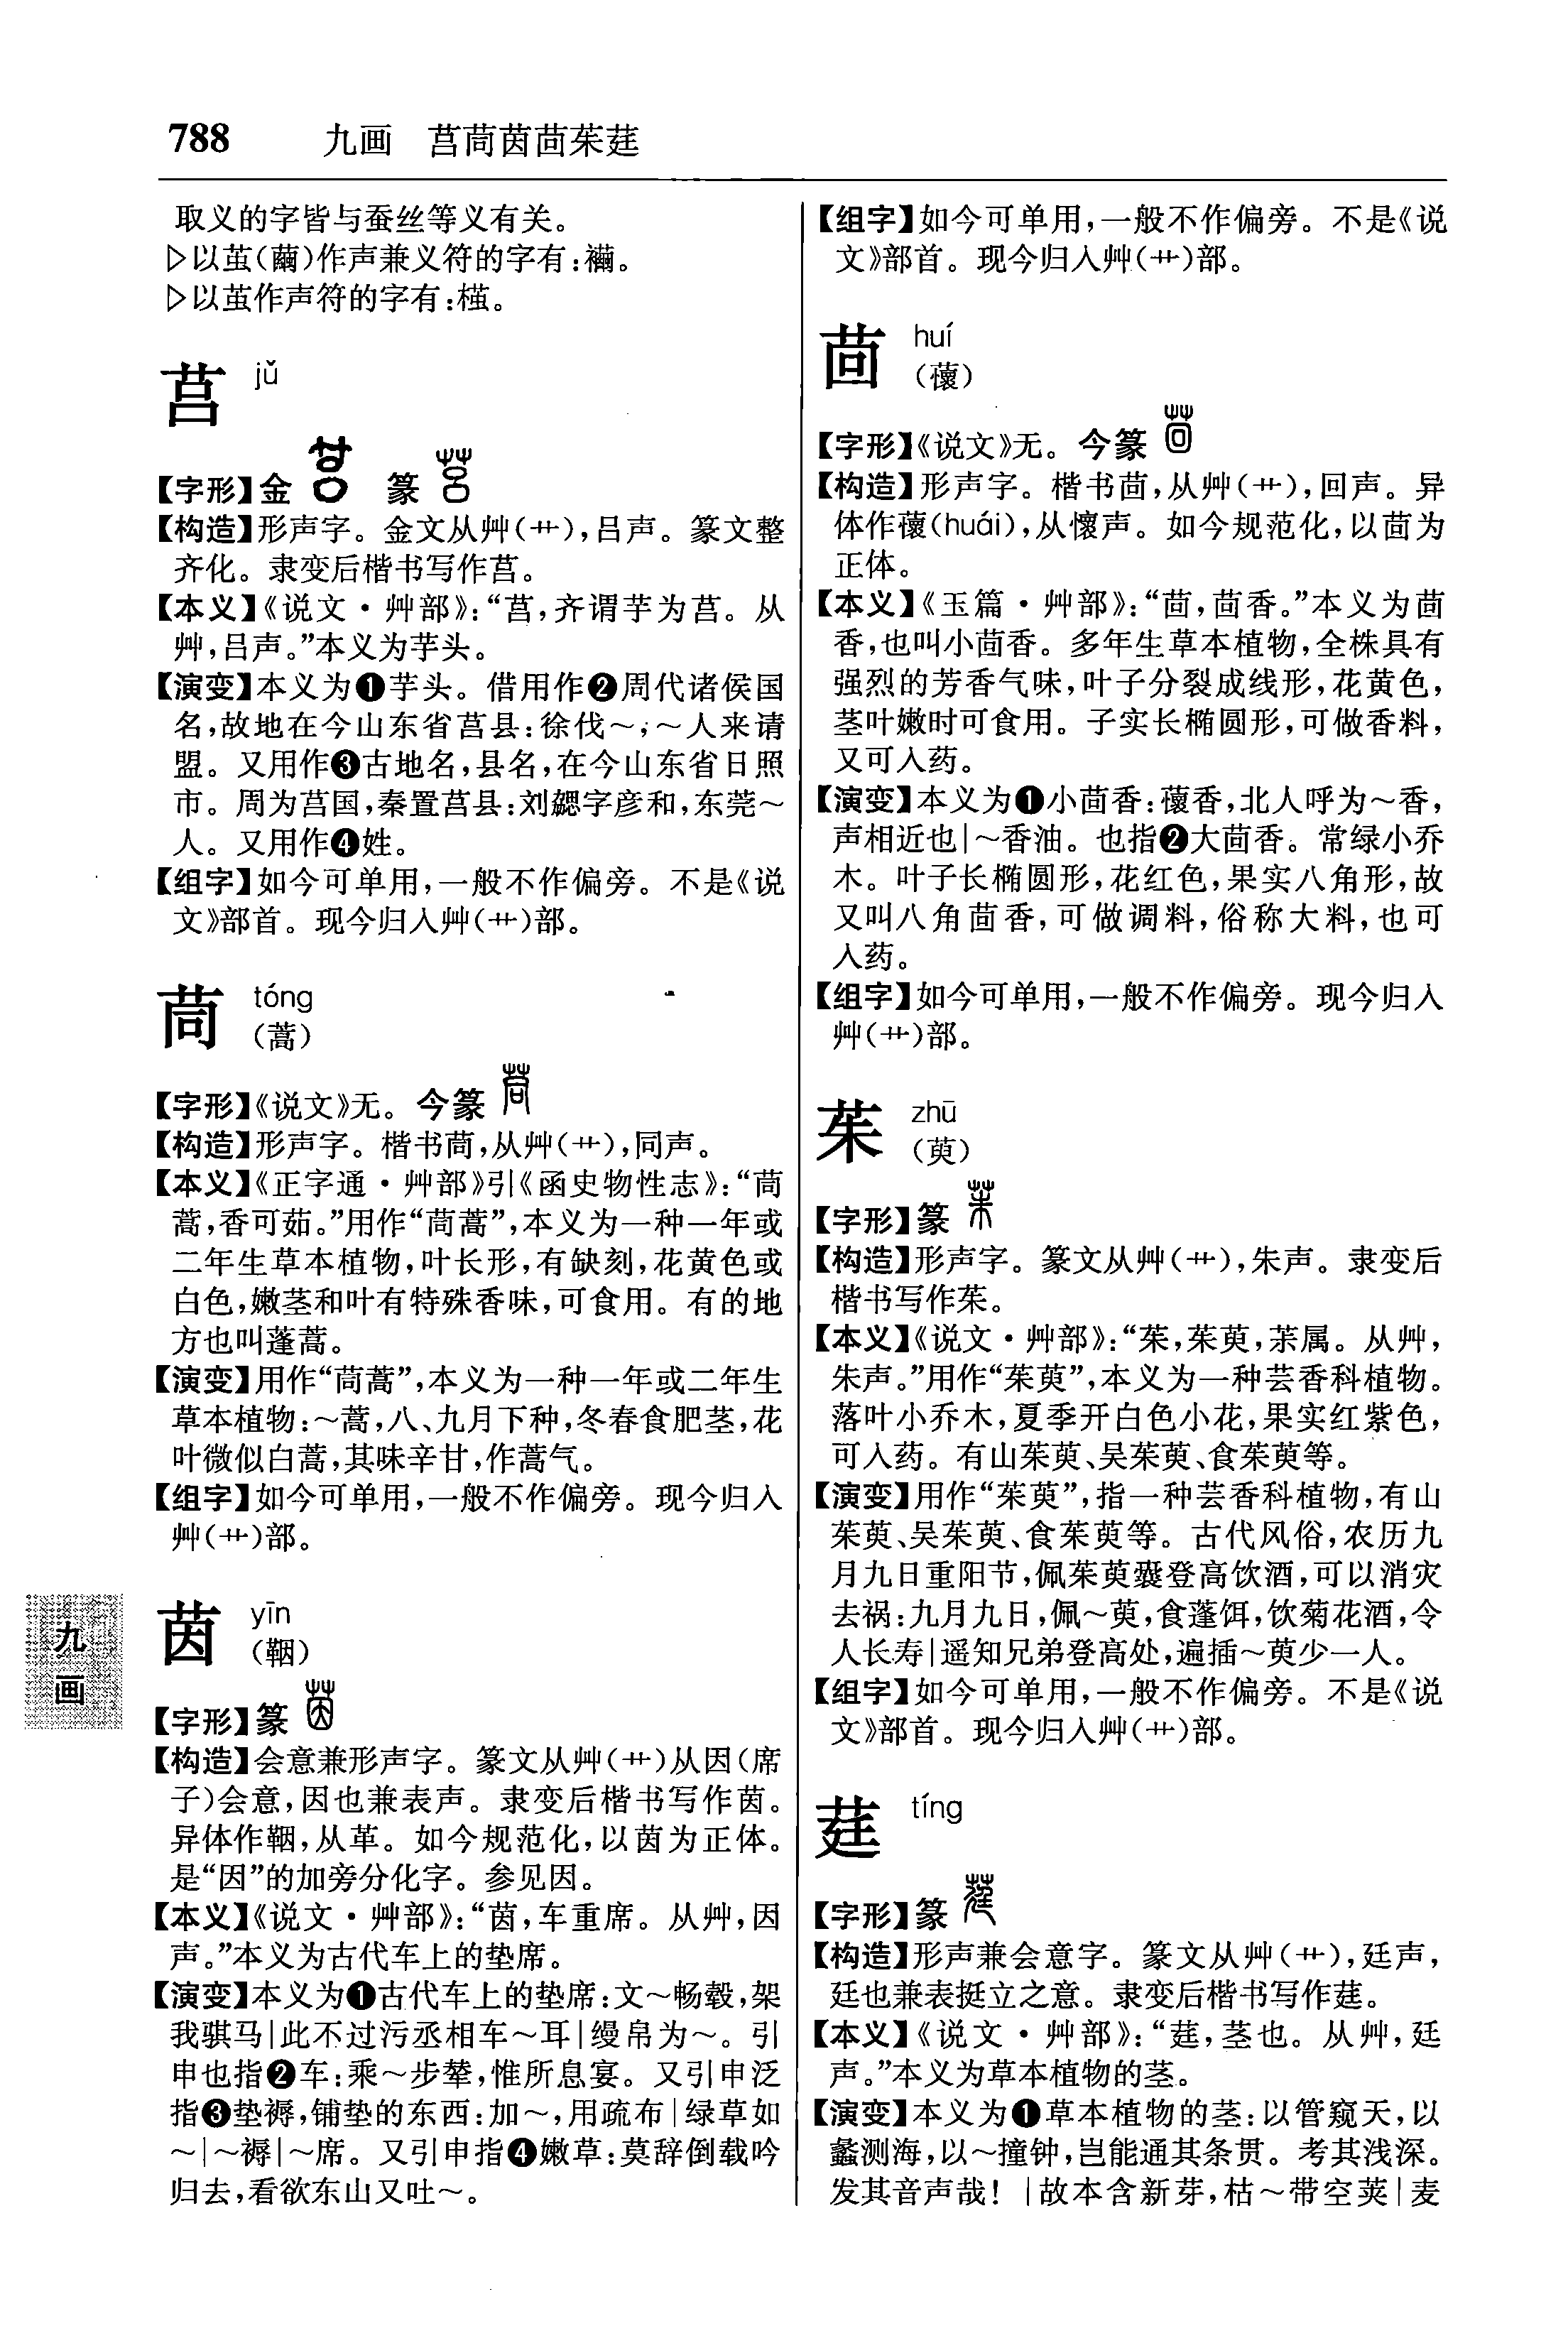 788 九画 莒茼茵茴茱莛
取义的字皆与蚕丝等义有关。
▷以茧(繭)作声兼义符的字有:襺。
▷以茧作声符的字有:𣗲。
莒 jǔ
【字形】金 篆
【构造】形声字。金文从艸(艹),吕声。篆文整
齐化。隶变后楷书写作莒。
【本义】《说文·艸部》:“莒,齐谓芋为莒。从
艸,吕声。”本义为芋头。
【演变】本义为❶芋头。借用作❷周代诸侯国
名,故地在今山东省莒县:徐伐～;～人来请
盟。又用作❸古地名,县名,在今山东省日照
市。周为莒国,秦置莒县:刘勰字彦和,东莞～
人。又用作❹姓。
【组字】如今可单用,一般不作偏旁。不是《说
文》部首。现今归入艸(艹)部。
茼 tóng
(蒿)
【字形】《说文》无。今篆
【构造】形声字。楷书茼,从艸(艹),同声。
【本义】《正字通·艸部》引《函史物性志》:“茼
蒿,香可茹。”用作“茼蒿”,本义为一种一年或
二年生草本植物,叶长形,有缺刻,花黄色或
白色,嫩茎和叶有特殊香味,可食用。有的地
方也叫蓬蒿。
【演变】用作“茼蒿”,本义为一种一年或二年生
草本植物:～蒿,八、九月下种,冬春食肥茎,花
叶微似白蒿,其味辛甘,作蒿气。
【组字】如今可单用,一般不作偏旁。现今归入
艸(艹)部。
九画
茵 yīn
(鞇)
【字形】篆
【构造】会意兼形声字。篆文从艸(艹)从因(席
子)会意,因也兼表声。隶变后楷书写作茵。
异体作鞇,从革。如今规范化,以茵为正体。
是“因”的加旁分化字。参见因。
【本义】《说文·艸部》:“茵,车重席。从艸,因
声。”本义为古代车上的垫席。
【演变】本义为❶古代车上的垫席:文～畅毂,架
我骐马|此不过污丞相车～耳|缦帛为～。引
申也指❷车:乘～步辇,惟所息宴。又引申泛
指❸垫褥,铺垫的东西:加～,用疏布|绿草如
～|～褥|～席。又引申指❹嫩草:莫辞倒载吟
归去,看欲东山又吐～。
【组字】如今可单用,一般不作偏旁。不是《说
文》部首。现今归入艸(艹)部。
茴 huí
(蘹)
【字形】《说文》无。今篆
【构造】形声字。楷书茴,从艸(艹),回声。异
体作蘹(huái),从懷声。如今规范化,以茴为
正体。
【本义】《玉篇·艸部》:“茴,茴香。”本义为茴
香,也叫小茴香。多年生草本植物,全株具有
强烈的芳香气味,叶子分裂成线形,花黄色,
茎叶嫩时可食用。子实长椭圆形,可做香料,
又可入药。
【演变】本义为❶小茴香:蘹香,北人呼为～香,
声相近也|～香油。也指❷大茴香。常绿小乔
木。叶子长椭圆形,花红色,果实八角形,故
又叫八角茴香,可做调料,俗称大料,也可
入药。
【组字】如今可单用,一般不作偏旁。现今归入
艸(艹)部。
茱 zhū
(萸)
【字形】篆
【构造】形声字。篆文从艸(艹),朱声。隶变后
楷书写作茱。
【本义】《说文·艸部》:“茱,茱萸,茮属。从艸,
朱声。”用作“茱萸”,本义为一种芸香科植物。
落叶小乔木,夏季开白色小花,果实红紫色,
可入药。有山茱萸、吴茱萸、食茱萸等。
【演变】用作“茱萸”,指一种芸香科植物,有山
茱萸、吴茱萸、食茱萸等。古代风俗,农历九
月九日重阳节,佩茱萸囊登高饮酒,可以消灾
去祸:九月九日,佩～萸,食蓬饵,饮菊花酒,令
人长寿|遥知兄弟登高处,遍插～萸少一人。
【组字】如今可单用,一般不作偏旁。不是《说
文》部首。现今归入艸(艹)部。
莛 tíng
【字形】篆
【构造】形声兼会意字。篆文从艸(艹),廷声,
廷也兼表挺立之意。隶变后楷书写作莛。
【本义】《说文·艸部》:“莛,茎也。从艸,廷
声。”本义为草本植物的茎。
【演变】本义为❶草本植物的茎:以管窥天,以
蠡测海,以～撞钟,岂能通其条贯。考其浅深。
发其音声哉!|故本含新芽,枯～带空荚|麦